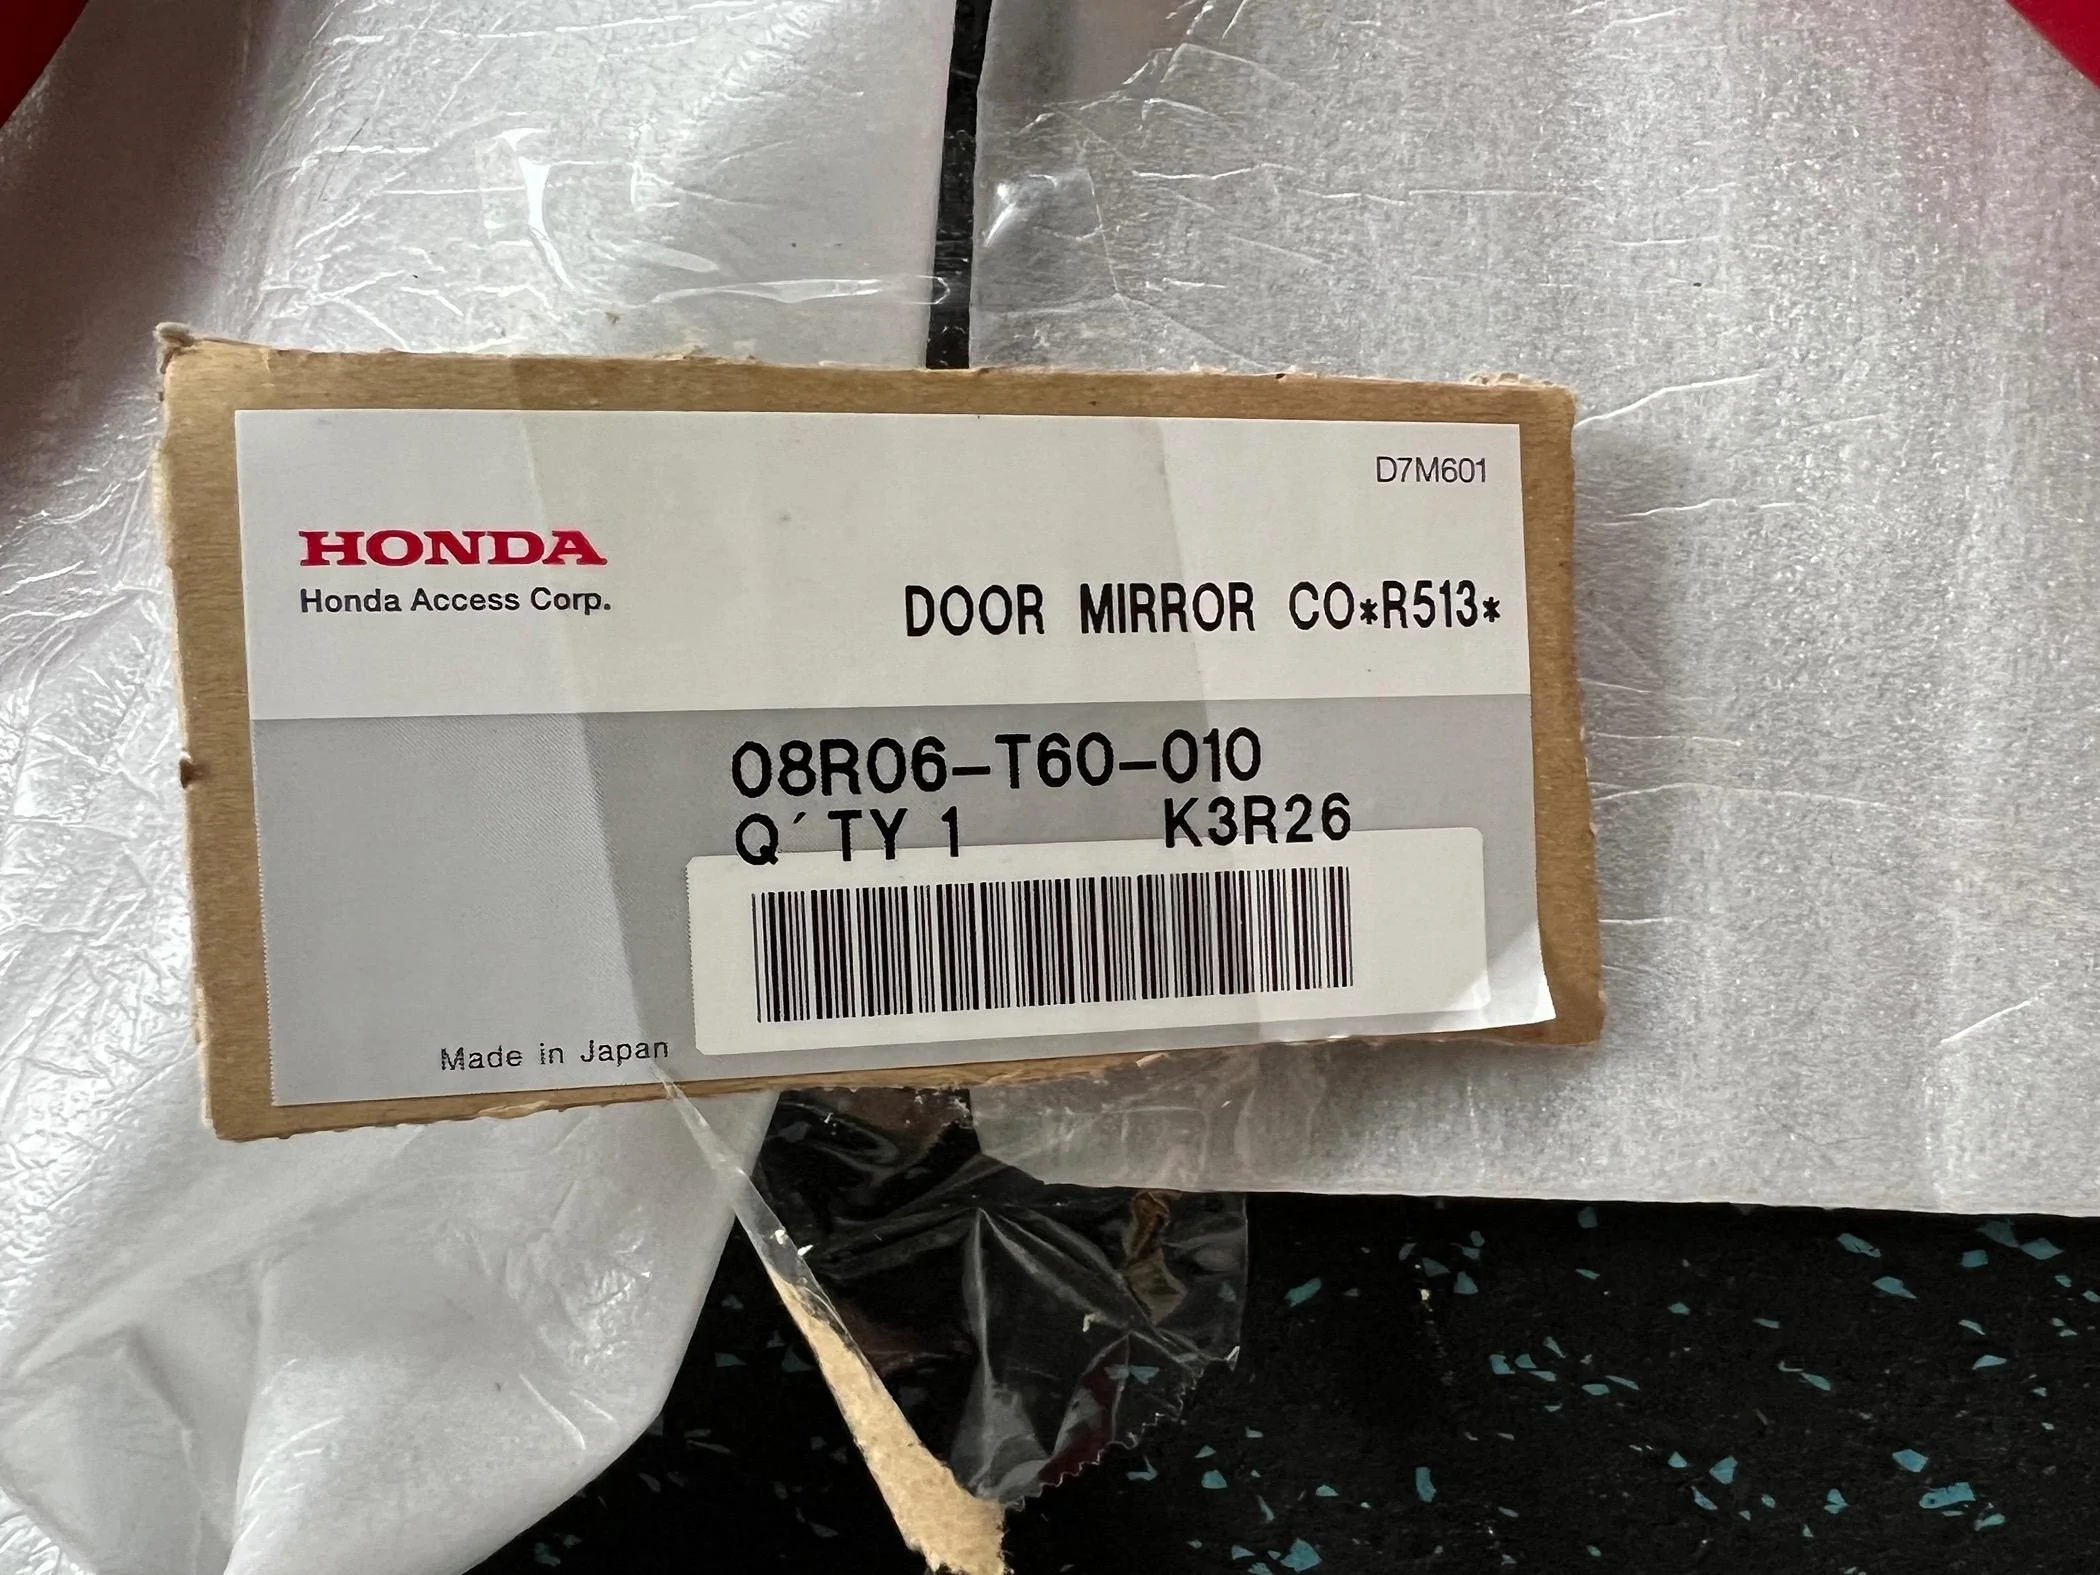 D7M601
HONDA
Honda Access Corp.
DOOR MIRROR CO*R513*
08R06-T60-010
Q´TY 1 K3R26
Made in Japan